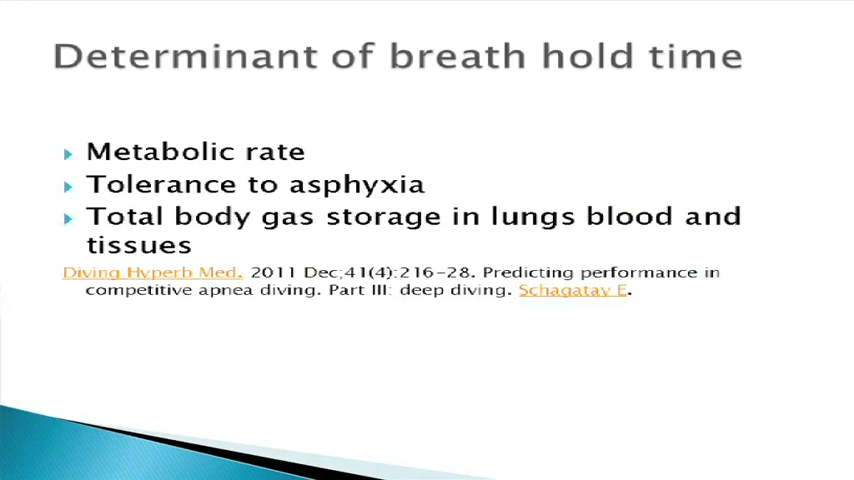 Determinant of breath hold time
Metabolic rate
Tolerance to asphyxia
Total body gas storage in lungs blood and
tissues
Diving Hyperb Med. 2011 Dec;41(4):216-28. Predicting performance in
competitive apnea diving. Part III: deep diving. Schagatay E.